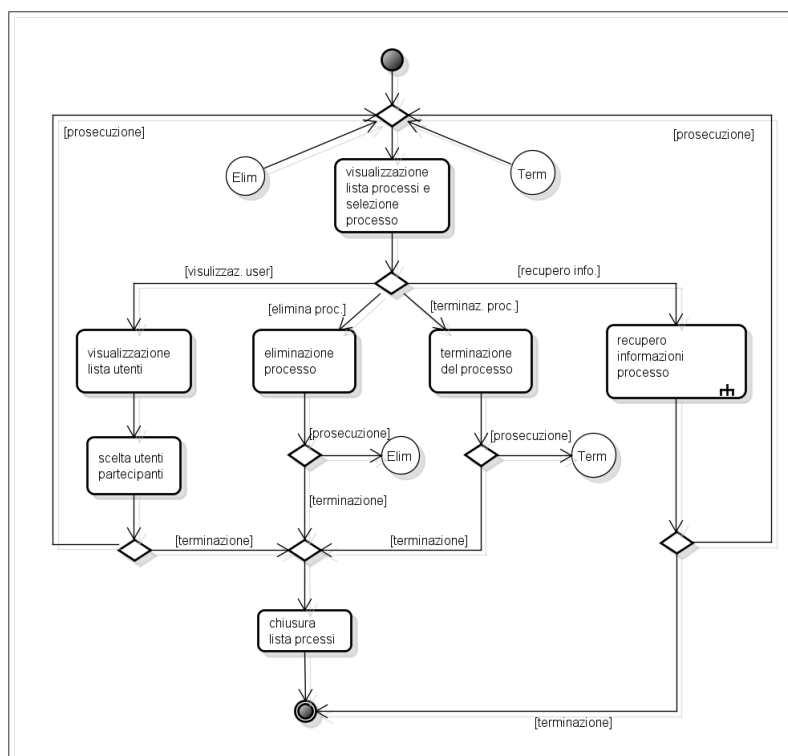 [prosecuzione]
[prosecuzione]
Elim
Term
visualizzazione
lista processi e
selezione
processo
[visulizzaz. user]
[recupero info.]
[elimina proc.]
[terminaz. proc.]
visualizzazione
lista utenti
eliminazione
processo
terminazione
del processo
recupero
informazioni
processo
[prosecuzione]
Elim
[prosecuzione]
Term
scelta utenti
partecipanti
[terminazione]
[terminazione]
[terminazione]
chiusura
lista prcessi
[terminazione]